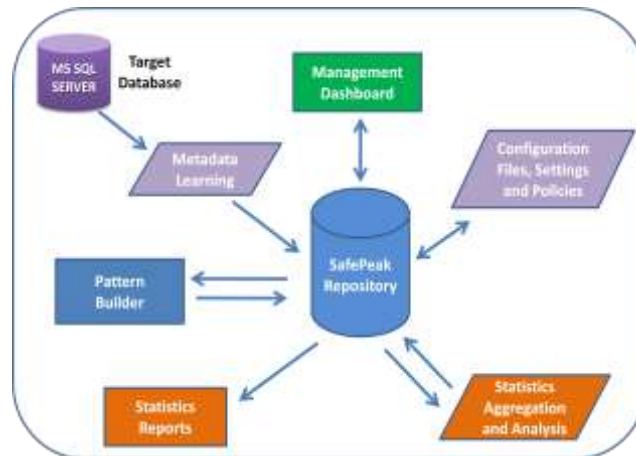 MS SQL
SERVER
Target
Database
Management
Dashboard
Metadata
Learning
Configuration
Files, Settings
and Policies
SafePeak
Repository
Pattern
Builder
Statistics
Reports
Statistics
Aggregation
and Analysis